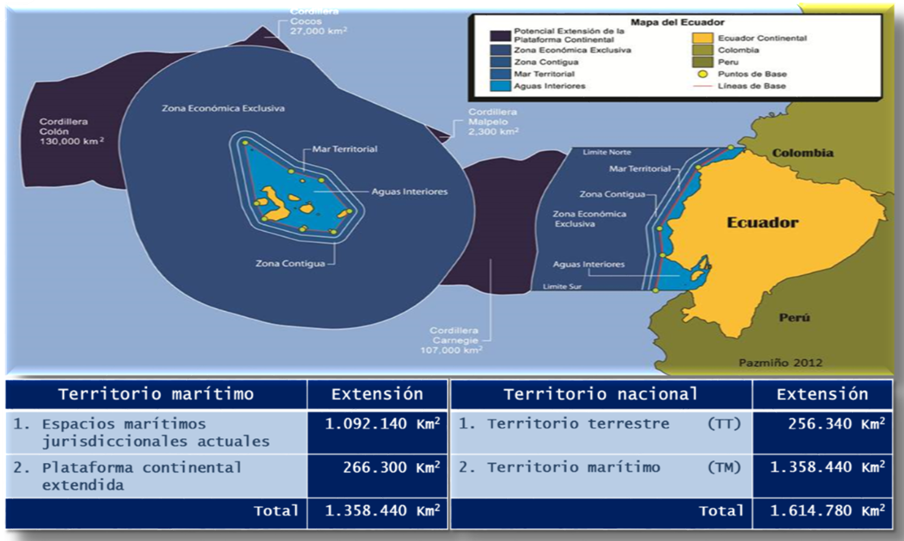 Cordillera
Cocos
27,000 km²
Mapa del Ecuador
Potencial Extensión de la
Plataforma Continental
Zona Económica Exclusiva
Zona Contigua
Mar Territorial
Aguas Interiores
Ecuador Continental
Colombia
Peru
Puntos de Base
Líneas de Base
Zona Económica Exclusiva
Cordillera
Colón
130,000 km²
Cordillera
Malpelo
2,300 km²
Mar Territorial
Aguas Interiores
Zona Contigua
Limite Norte
Mar Territorial
Zona Contigua
Zona Económica
Exclusiva
Aguas Interiores
Limite Sur
Colombia
Ecuador
Perú
Cordillera
Carnegie
107,000 km²
Pazmiño 2012
Territorio marítimo Extensión
1. Espacios marítimos
jurisdiccionales actuales 1.092.140 Km²
2. Plataforma continental
extendida 266.300 Km²
Total 1.358.440 Km²
Territorio nacional Extensión
1. Territorio terrestre (TT) 256.340 Km²
2. Territorio marítimo (TM) 1.358.440 Km²
Total 1.614.780 Km²